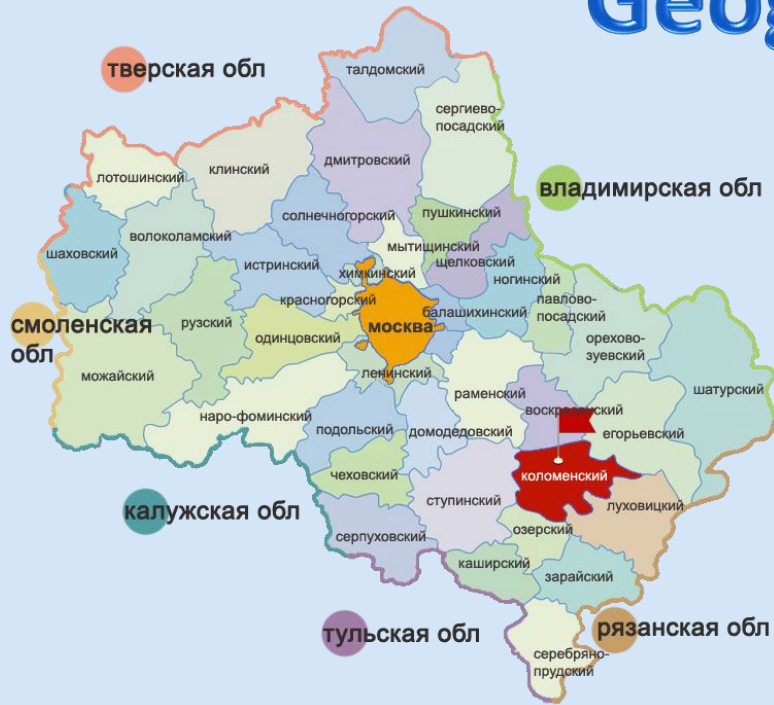 Geog
тверская обл
талдомский
сергиево-
посадский
лотошинский
клинский
дмитровский
владимирская обл
солнечногорский
пушкинский
волоколамский
мытищинский
шаховский
щелковский
истринский
химкинский
ногинский
красногорский
павлово-
посадский
смоленская
обл
рузский
москва
балашихинский
одинцовский
орехово-
зуевский
можайский
ленинский
шатурский
раменский
наро-фоминский
воскресенский
подольский
домодедовский
егорьевский
чеховский
коломенский
калужская обл
ступинский
луховицкий
серпуховский
озерский
каширский
зарайский
тульская обл
рязанская обл
серебряно-
прудский